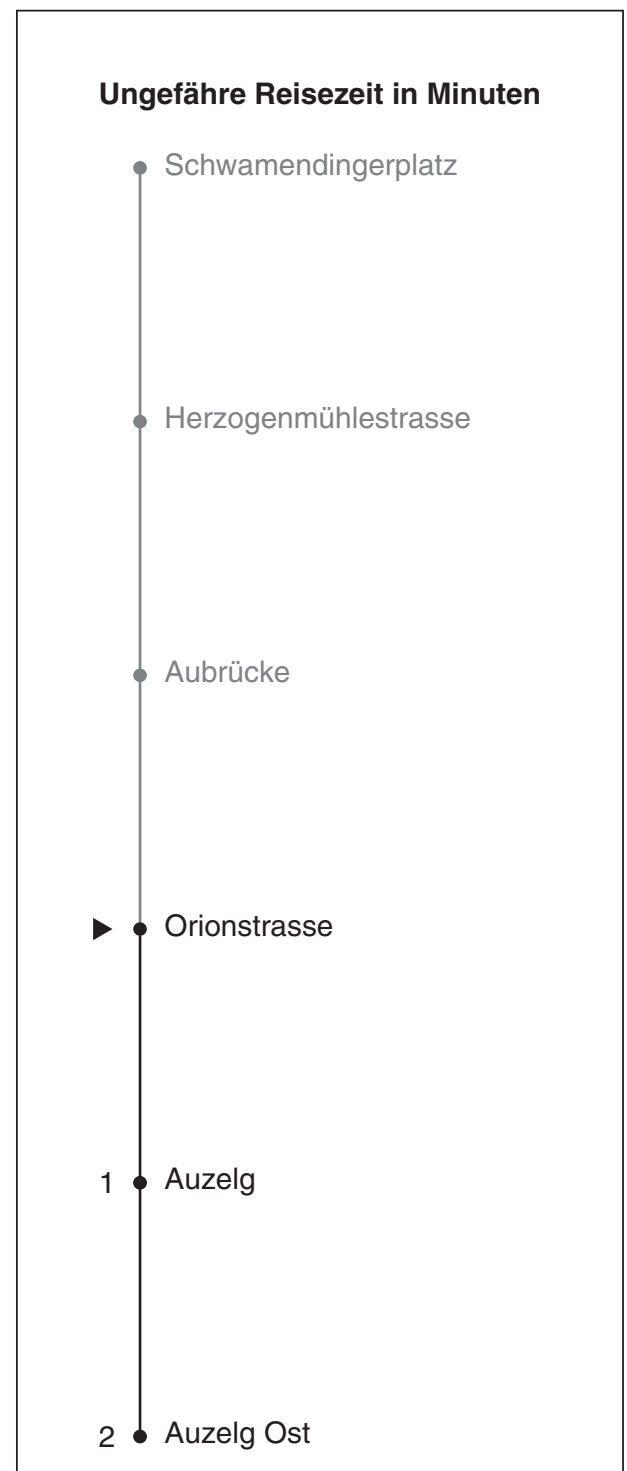 Ungefähre Reisezeit in Minuten
Schwamendingerplatz
Herzogenmühlestrasse
Aubrücke
Orionstrasse
1 Auzelg
2 Auzelg Ost